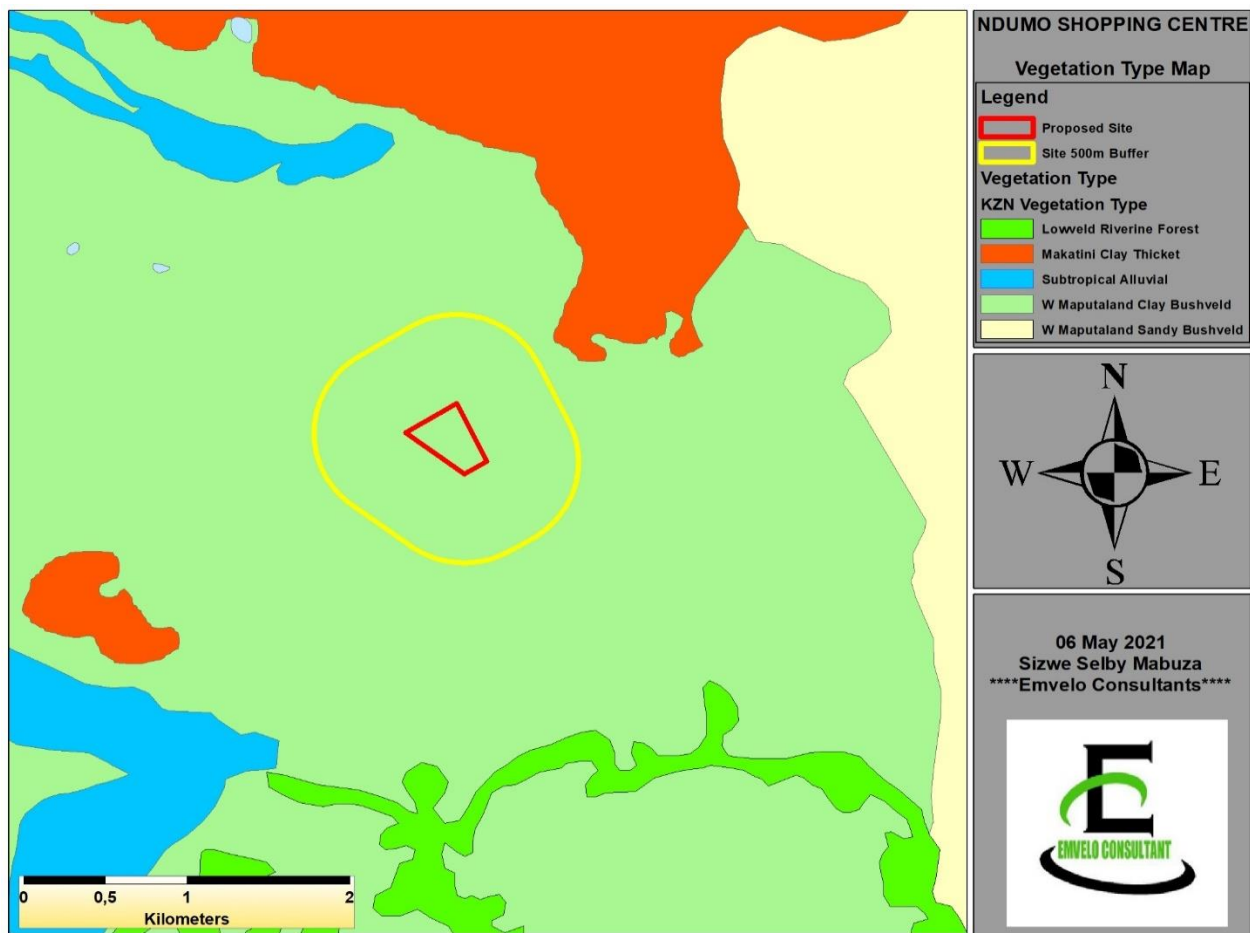 NDUMO SHOPPING CENTRE
Vegetation Type Map
Legend
Proposed Site
Site 500m Buffer
Vegetation Type
KZN Vegetation Type
Lowveld Riverine Forest
Makatini Clay Thicket
Subtropical Alluvial
W Maputaland Clay Bushveld
W Maputaland Sandy Bushveld
N
W E
S
06 May 2021
Sizwe Selby Mabuza
****Emvelo Consultants****
E
EMVELO CONSULTANT
0 0,5 1 2
Kilometers